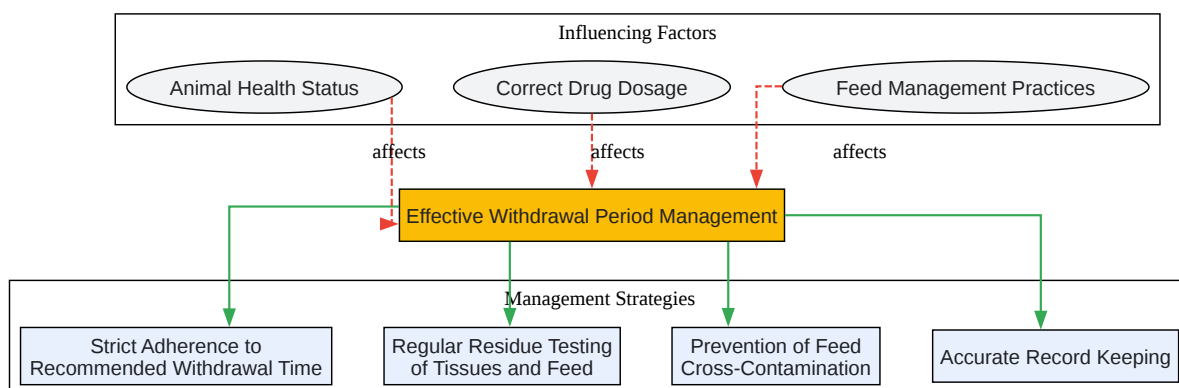 Influencing Factors
Animal Health Status
Correct Drug Dosage
Feed Management Practices
affects
affects
affects
Effective Withdrawal Period Management
Management Strategies
Strict Adherence to
Recommended Withdrawal Time
Regular Residue Testing
of Tissues and Feed
Prevention of Feed
Cross-Contamination
Accurate Record Keeping